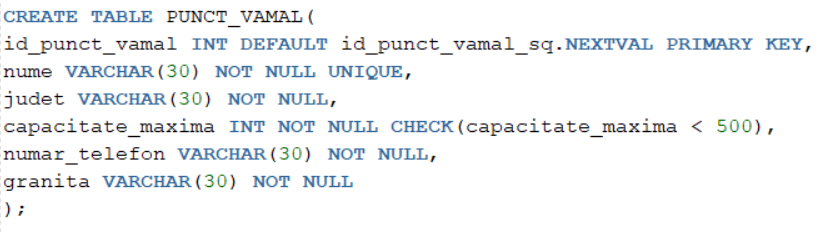 CREATE TABLE PUNCT_VAMAL(
id_punct_vamal INT DEFAULT id_punct_vamal_sq.NEXTVAL PRIMARY KEY,
nume VARCHAR(30) NOT NULL UNIQUE,
judet VARCHAR(30) NOT NULL,
capacitate_maxima INT NOT NULL CHECK(capacitate_maxima < 500),
numar_telefon VARCHAR(30) NOT NULL,
granita VARCHAR(30) NOT NULL
);